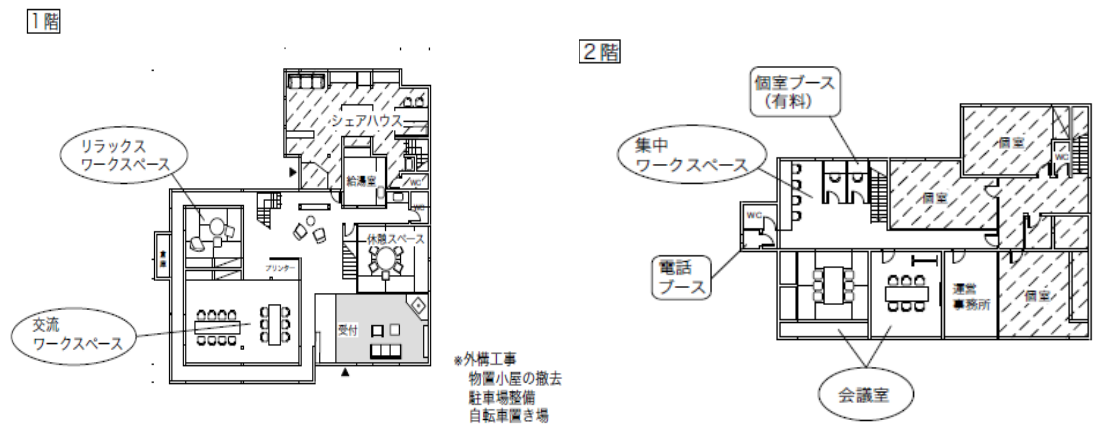 1階
シェアハウス
リラックス
ワークスペース
給湯室
WC
WC
休憩スペース
倉庫
プリンター
交流
ワークスペース
受付
※外構工事
物置小屋の撤去
駐車場整備
自転車置き場
2階
個室ブース
（有料）
集中
ワークスペース
個室
WC
個室
WC
電話
ブース
運営
事務所
個室
会議室